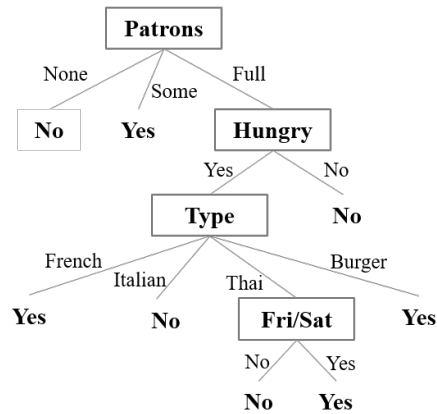 Patrons
None
Some
Full
No
Yes
Hungry
Yes
No
Type
No
French
Italian
Thai
Burger
Yes
No
Fri/Sat
Yes
No
Yes
No
Yes